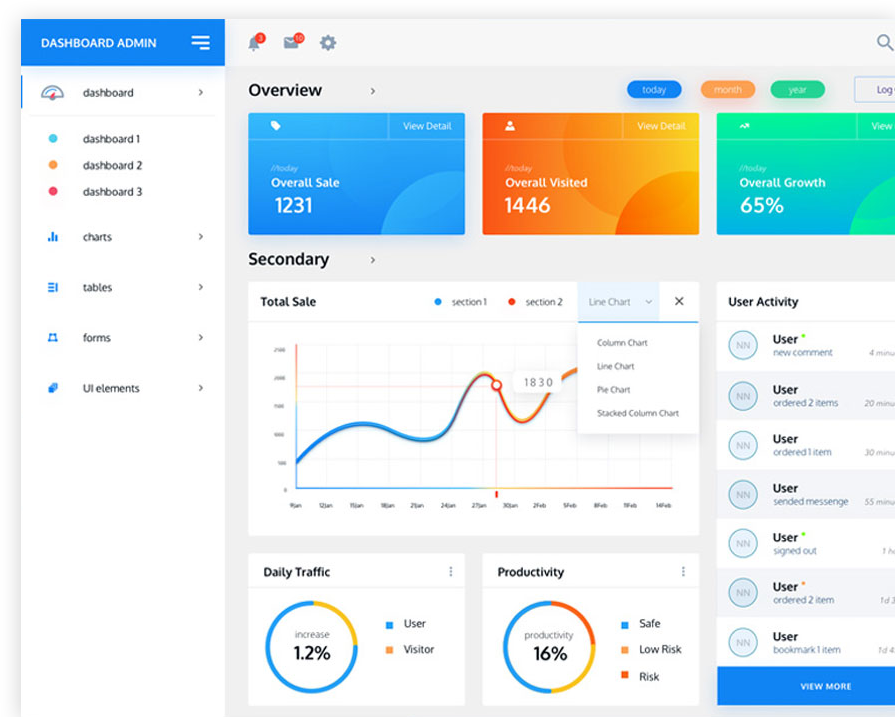 DASHBOARD ADMIN
3
10
dashboard
dashboard 1
dashboard 2
dashboard 3
charts
tables
forms
UI elements
Overview
today
month
year
Log
View Detail
//today
Overall Sale
1231
View Detail
//today
Overall Visited
1446
View
//today
Overall Growth
65%
Secondary
Total Sale
section 1
section 2
Line Chart
Column Chart
Line Chart
Pie Chart
Stacked Column Chart
2500
2000
1500
1000
500
0
1830
9Jan
12Jan
15Jan
18Jan
21Jan
24Jan
27Jan
30Jan
2Feb
5Feb
8Feb
11Feb
14Feb
User Activity
NN
User
new comment
4 minu
NN
User
ordered 2 items
20 minu
NN
User
ordered 1 item
30 minu
NN
User
sended messenge
55 minu
NN
User
signed out
1 h
NN
User
ordered 2 item
1d 3
NN
User
bookmark 1 item
1d 4
VIEW MORE
Daily Traffic
increase
1.2%
User
Visitor
Productivity
productivity
16%
Safe
Low Risk
Risk